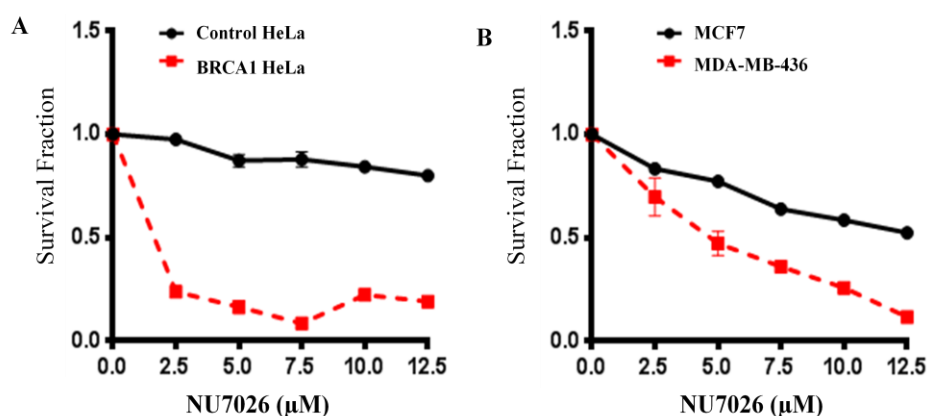 A
1.5
Control HeLa
BRCA1 HeLa
1.0
0.5
0.0
Survival Fraction
0.0 2.5 5.0 7.5 10.0 12.5
NU7026 (µM)
B
1.5
MCF7
MDA-MB-436
1.0
0.5
0.0
Survival Fraction
0.0 2.5 5.0 7.5 10.0 12.5
NU7026 (µM)